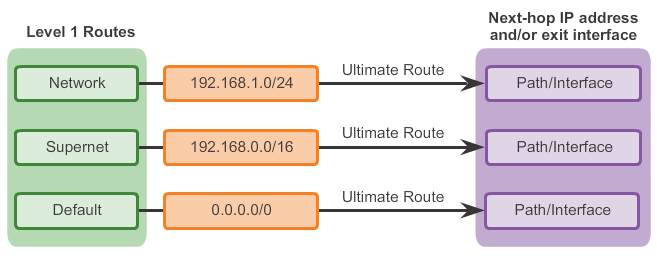 Level 1 Routes
Next-hop IP address
and/or exit interface
Network
192.168.1.0/24
Ultimate Route
Path/Interface
Supernet
192.168.0.0/16
Ultimate Route
Path/Interface
Default
0.0.0.0/0
Ultimate Route
Path/Interface